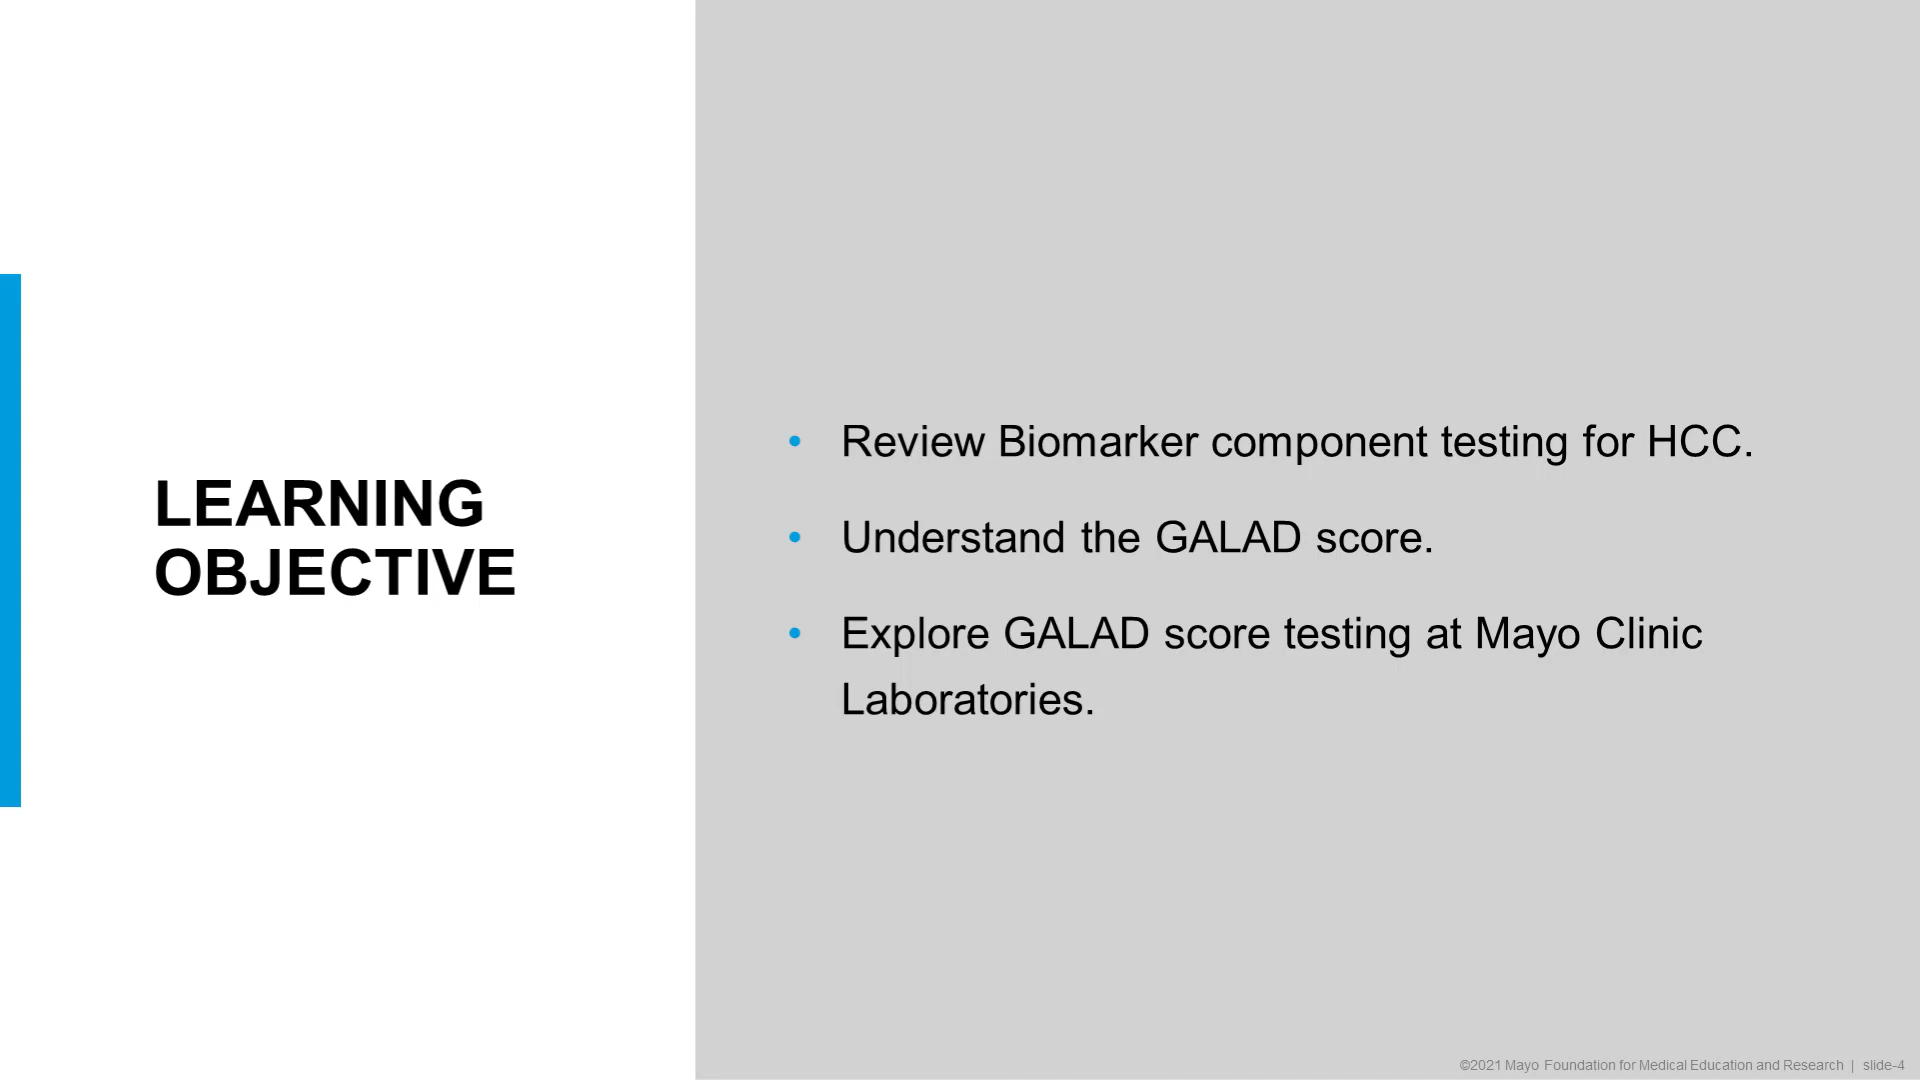 LEARNING
OBJECTIVE
• Review Biomarker component testing for HCC.
• Understand the GALAD score.
• Explore GALAD score testing at Mayo Clinic
Laboratories.
©2021 Mayo Foundation for Medical Education and Research | slide-4